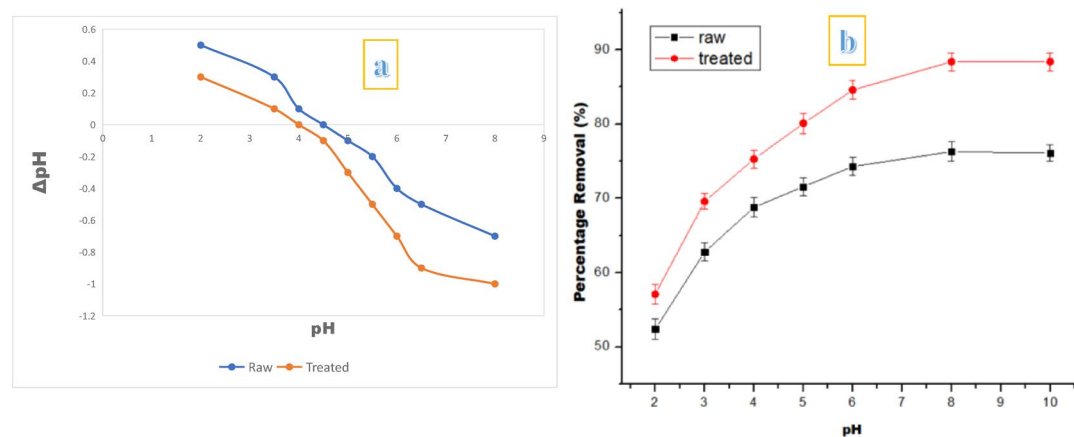 a
ΔpH
0.6
0.4
0.2
0
-0.2
-0.4
-0.6
-0.8
-1
-1.2
0 1 2 3 4 5 6 7 8 9
pH
Raw Treated
b
raw
treated
Percentage Removal (%)
90
80
70
60
50
2 3 4 5 6 7 8 9 10
pH